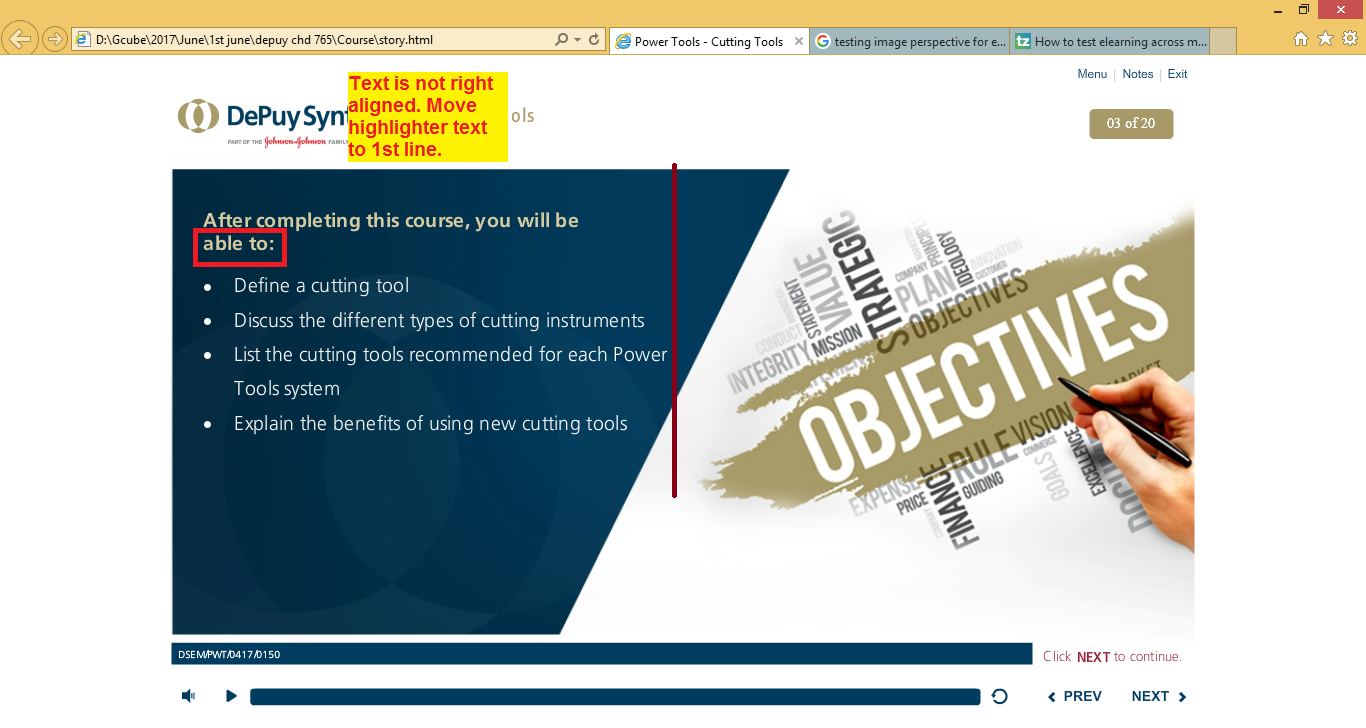 D:\Gcube\2017\June\1st june\depuy chd 765\Course\story.html
Power Tools - Cutting Tools
testing image perspective for e...
How to test elearning across m...
Menu | Notes | Exit
Text is not right
aligned. Move
highlighter text
to 1st line.
DePuy Synt
ols
PART OF THE Johnson-Johnson FAMILY
03 of 20
After completing this course, you will be
able to:
• Define a cutting tool
• Discuss the different types of cutting instruments
• List the cutting tools recommended for each Power
Tools system
• Explain the benefits of using new cutting tools
STRATEGIC
VALUE
STATEMENT
CONDUCT
INTEGRITY
MISSION
COMPANY
PRINCIPL
IDEOLOGY
INNOVATION
CUSTOMER
PLAN
OBJECTIVES
OBJECTIVES
MARKET
EXPENSE
PRICE
FINANCE
RULE
GUIDING
VISION
COMMERCE
GOALS
EXCELLENCE
DSEM/PWT/0417/0150
Click NEXT to continue.
PREV
NEXT